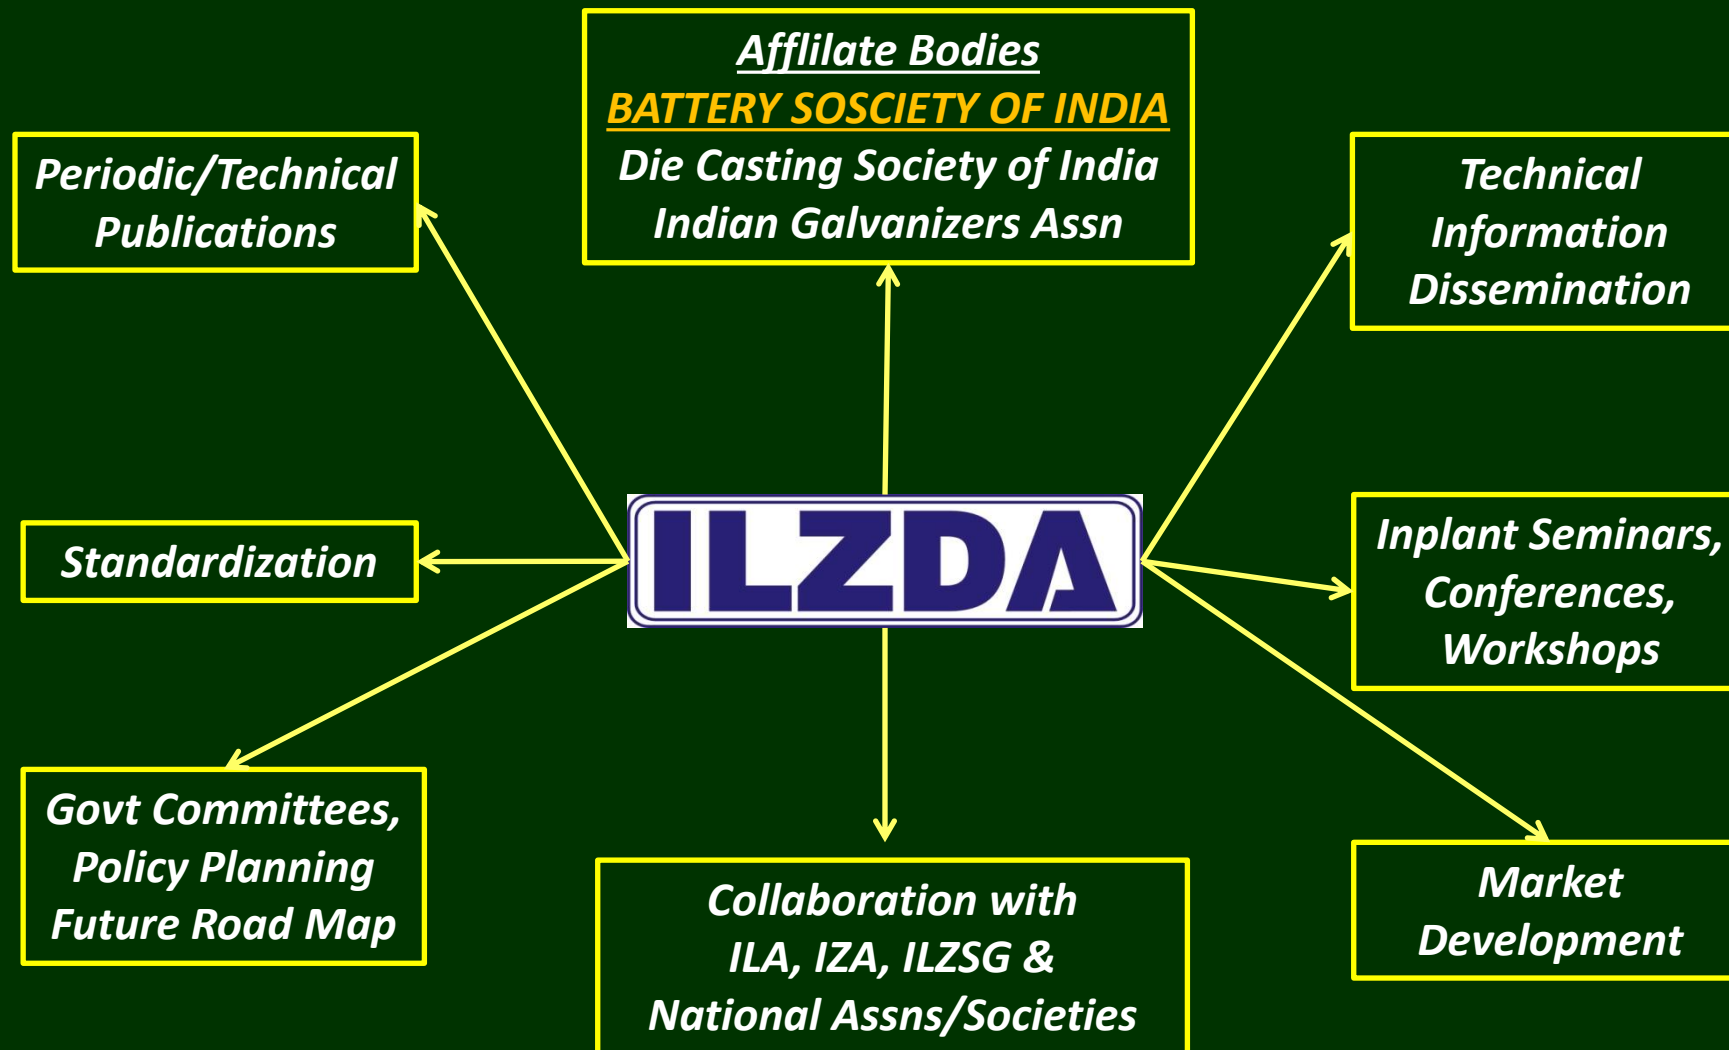 Afflilate Bodies
BATTERY SOSCIETY OF INDIA
Die Casting Society of India
Indian Galvanizers Assn
Periodic/Technical
Publications
Technical
Information
Dissemination
Standardization
ILZDA
Inplant Seminars,
Conferences,
Workshops
Govt Committees,
Policy Planning
Future Road Map
Collaboration with
ILA, IZA, ILZSG &
National Assns/Societies
Market
Development